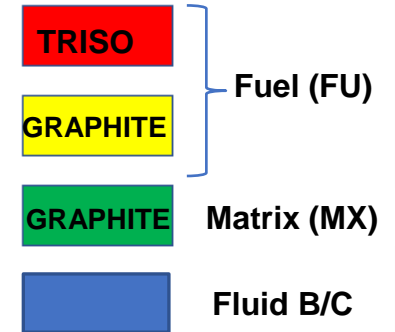 TRISO
Fuel (FU)
GRAPHITE
GRAPHITE Matrix (MX)
Fluid B/C